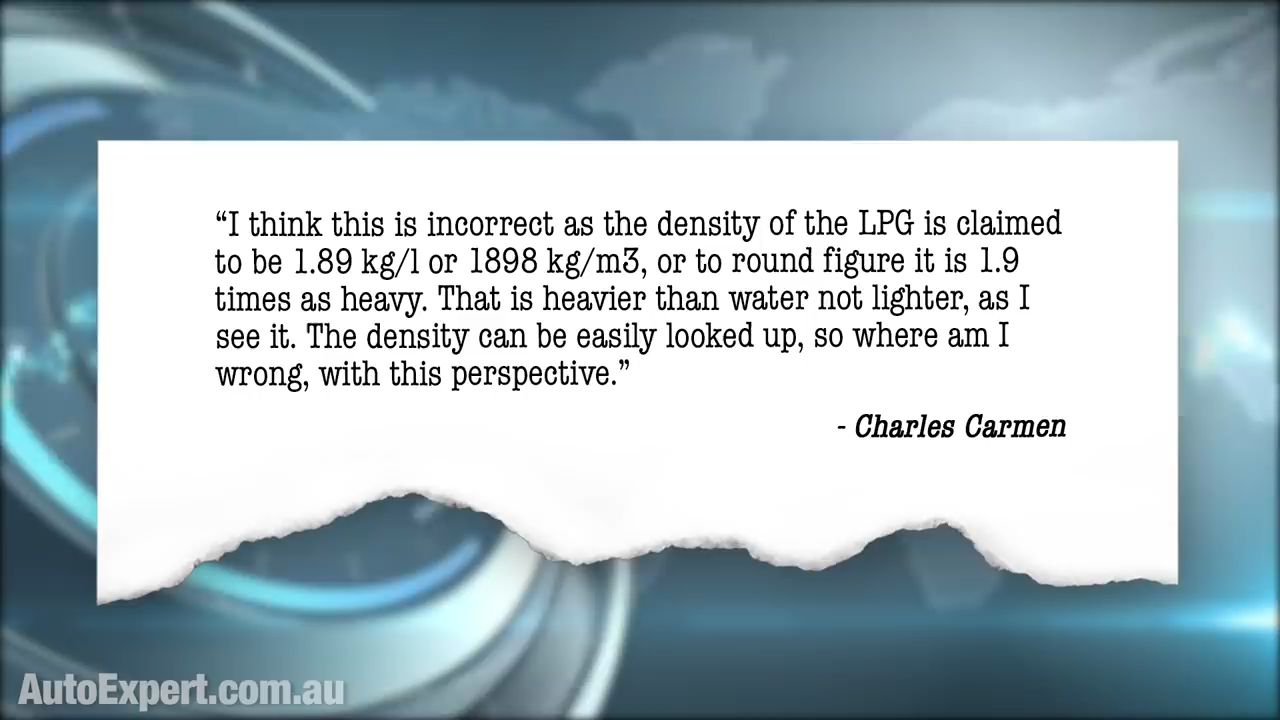 “I think this is incorrect as the density of the LPG is claimed
to be 1.89 kg/l or 1898 kg/m3, or to round figure it is 1.9
times as heavy. That is heavier than water not lighter, as I
see it. The density can be easily looked up, so where am I
wrong, with this perspective.”
- Charles Carmen
AutoExpert.com.au